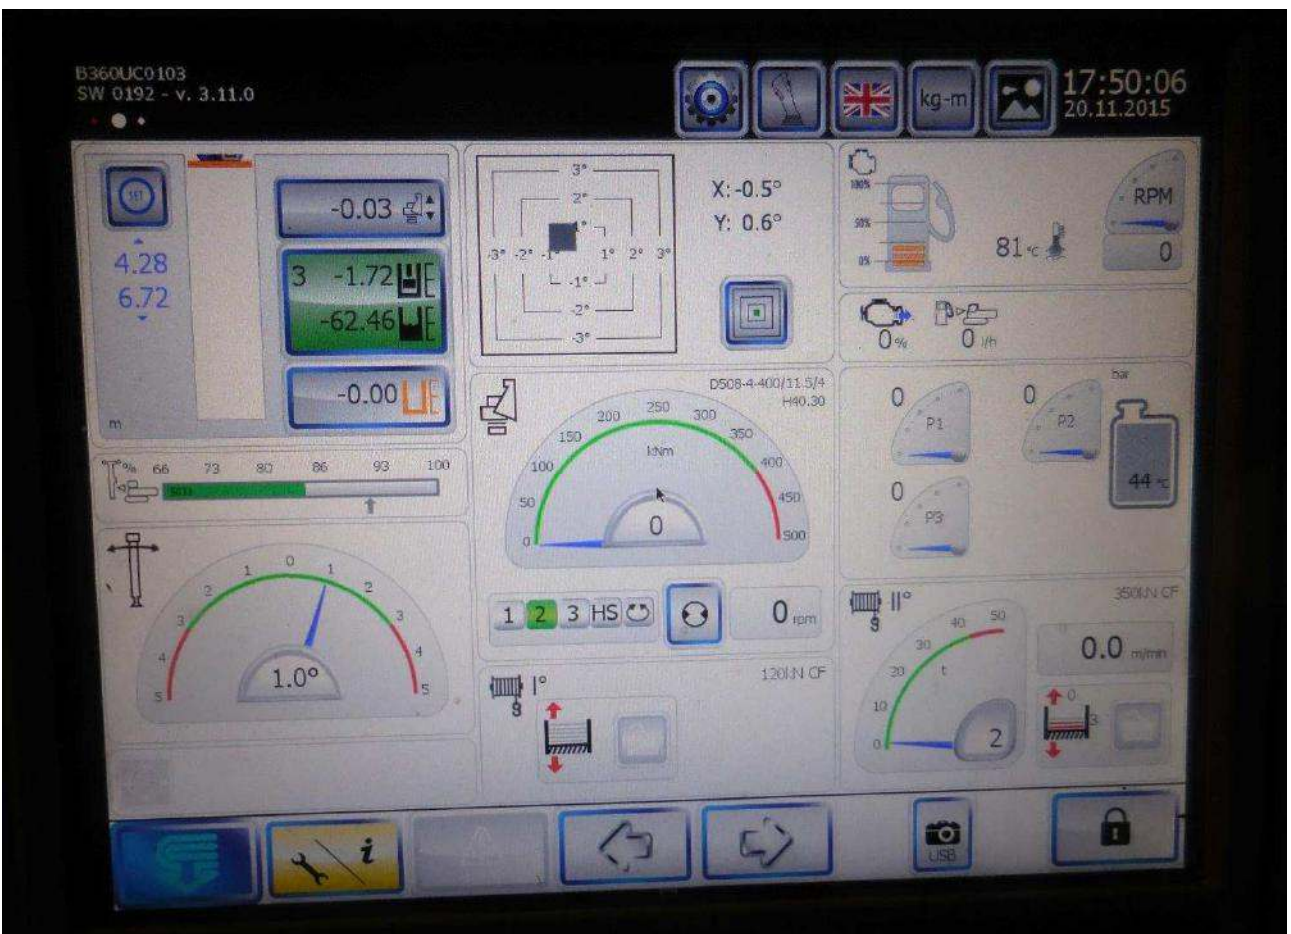 B360UC0103
SW 0192 - v. 3.11.0
kg-m
17:50:06
20.11.2015
SET
4.28
6.72
m
-0.03
3 -1.72
-62.46
-0.00
3°
2°
1°
-3° -2° -1° 1° 2° 3°
-1°
-2°
-3°
X:-0.5°
Y: 0.6°
100%
50%
0%
81 °C
RPM
0
0 %
0 l/h
% 66 73 80 86 93 100
D508-4-400/11.5/4
H40.30
0 50 100 150 200 250 300 350 400 450 500
kNm
0
bar
0 P1
0 P2
0 P3
44 °C
5 4 3 2 1 0 1 2 3 4 5
1.0°
1 2 3 HS
0 rpm
I°
120kN CF
II°
350kN CF
0 10 20 30 40 50
t
2
0.0 m/min
0
3
i
USB